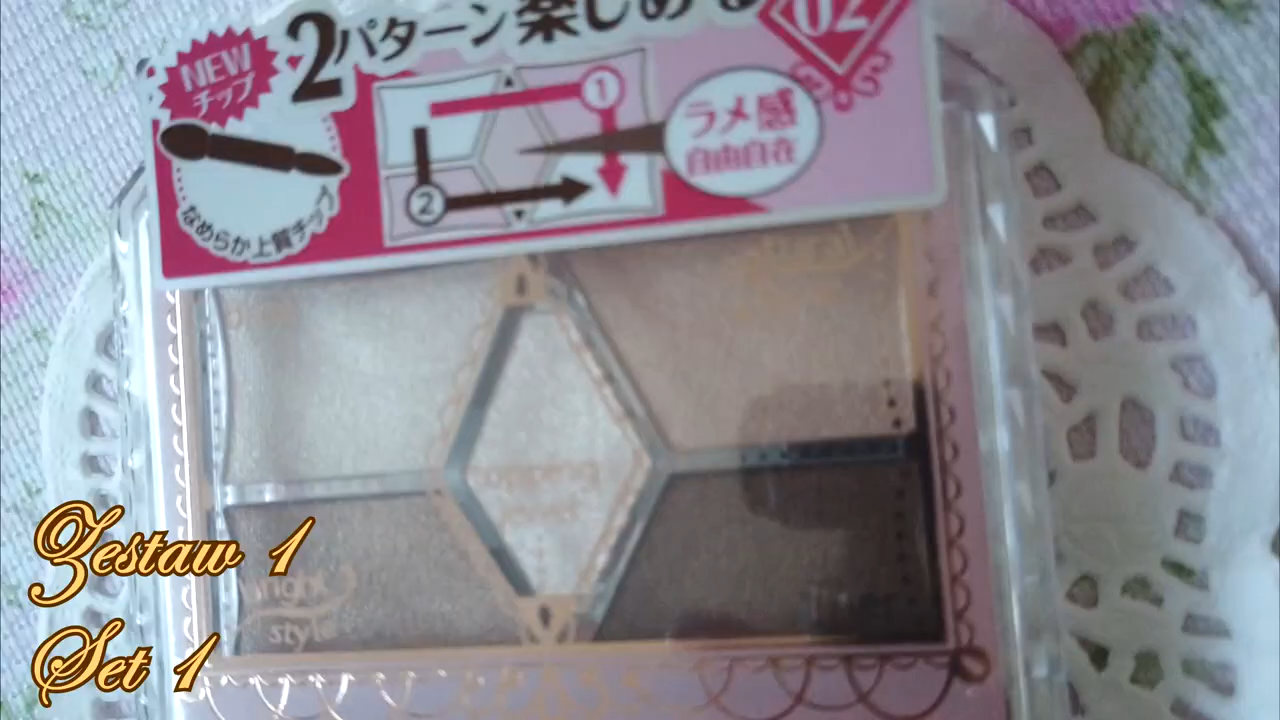 NEW
チップ
2パターン楽しめる
02
1
ラメ感
自由自在
2
なめらか上質チップ
Zestaw 1
Set 1
style